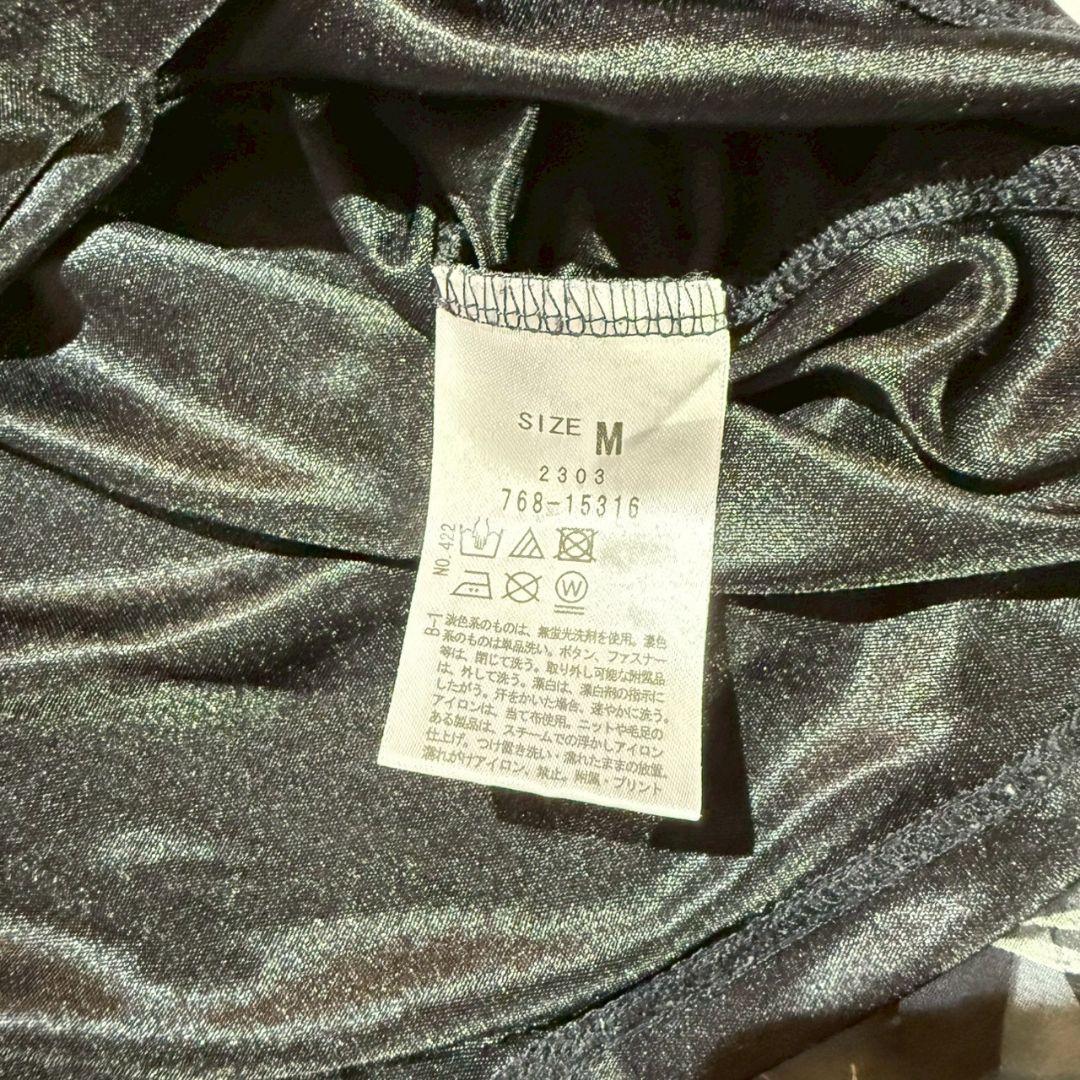 SIZE M
2303
768-15316
NO.422
W
B-1
淡色系のものは、無蛍光洗剤を使用。濃色
系のものは単品洗い。ボタン、ファスナー
等は、閉じて洗う。取り外し可能な附属品
は、外して洗う。漂白は、漂白剤の指示に
したがう。汗をかいた場合、速やかに洗う。
アイロンは、当て布使用。ニットや毛足の
ある製品は、スチームでの浮かしアイロン
仕上げ。つけ置き洗い・濡れたままの放置。
濡れがけアイロン、禁止。附属・プリント